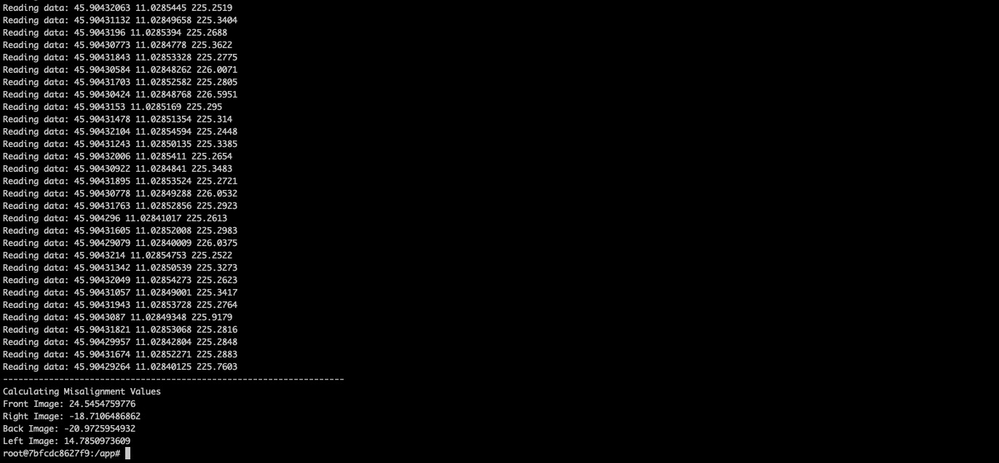 Reading data: 45.90432063 11.0285445 225.2519
Reading data: 45.90431132 11.02849658 225.3404
Reading data: 45.9043196 11.0285394 225.2688
Reading data: 45.90430773 11.0284778 225.3622
Reading data: 45.90431843 11.02853328 225.2775
Reading data: 45.90430584 11.02848262 226.0071
Reading data: 45.90431703 11.02852582 225.2805
Reading data: 45.90430424 11.02848768 226.5951
Reading data: 45.9043153 11.0285169 225.295
Reading data: 45.90431478 11.02851354 225.314
Reading data: 45.90432104 11.02854594 225.2448
Reading data: 45.90431243 11.02850135 225.3385
Reading data: 45.90432006 11.0285411 225.2654
Reading data: 45.90430922 11.0284841 225.3483
Reading data: 45.90431895 11.02853524 225.2721
Reading data: 45.90430778 11.02849288 226.0532
Reading data: 45.90431763 11.02852856 225.2923
Reading data: 45.904296 11.02841017 225.2613
Reading data: 45.90431605 11.02852008 225.2983
Reading data: 45.90429079 11.02840009 226.0375
Reading data: 45.9043214 11.02854753 225.2522
Reading data: 45.90431342 11.02850539 225.3273
Reading data: 45.90432049 11.02854273 225.2623
Reading data: 45.90431057 11.02849001 225.3417
Reading data: 45.90431943 11.02853728 225.2764
Reading data: 45.9043087 11.02849348 225.9179
Reading data: 45.90431821 11.02853068 225.2816
Reading data: 45.90429957 11.02842804 225.2848
Reading data: 45.90431674 11.02852271 225.2883
Reading data: 45.90429264 11.02840125 225.7603
-------------------------------------------------------------------
Calculating Misalignment Values
Front Image: 24.5454759776
Right Image: -18.7106486862
Back Image: -20.9725954932
Left Image: 14.7850973609
root@7bfcdc8627f9:/app#